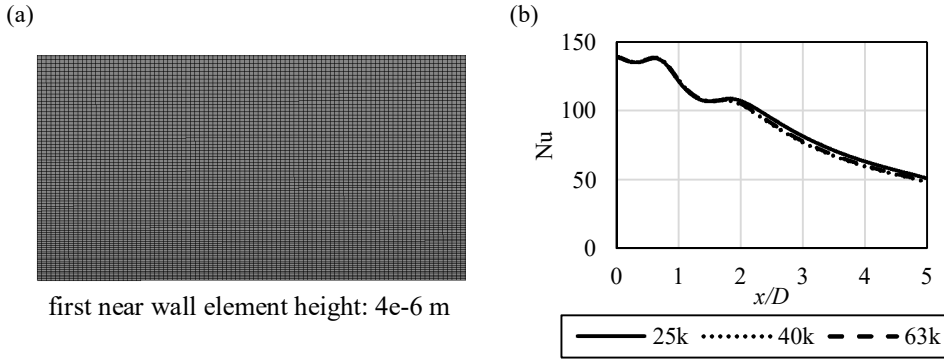 (a)
first near wall element height: 4e-6 m
(b)
150
100
50
0
Nu
0 1 2 3 4 5
x/D
25k 40k 63k